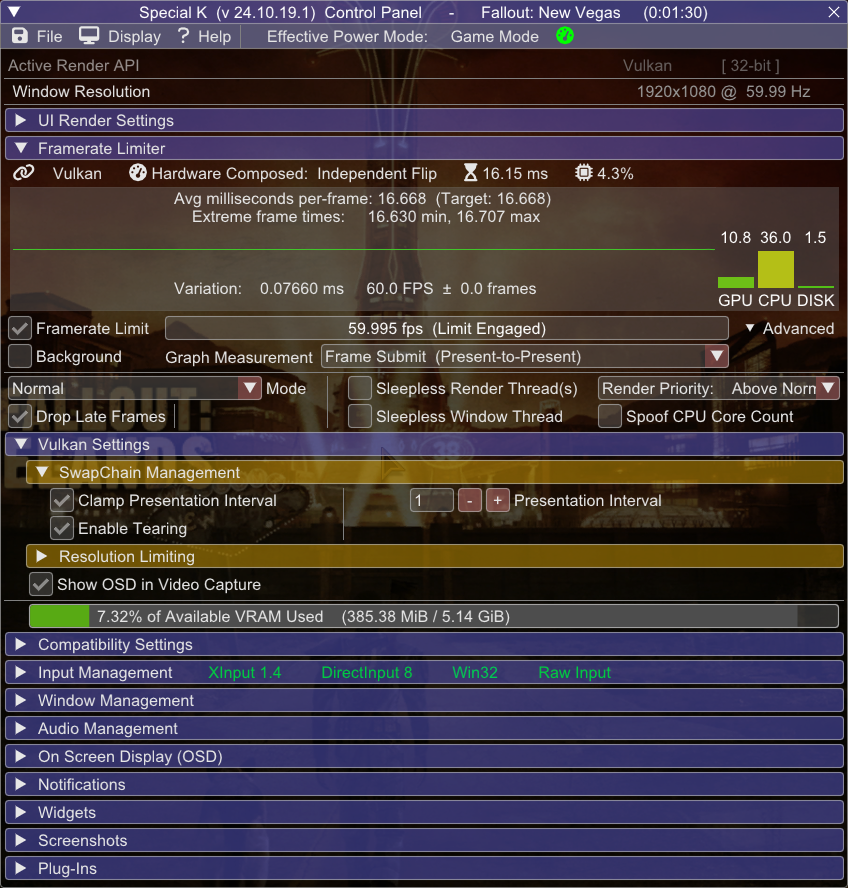 Special K (v 24.10.19.1) Control Panel - Fallout: New Vegas (0:01:30)
File Display ? Help Effective Power Mode: Game Mode
Active Render API Vulkan [ 32-bit ]
Window Resolution 1920x1080 @ 59.99 Hz
UI Render Settings
Framerate Limiter
Vulkan Hardware Composed: Independent Flip 16.15 ms 4.3%
Avg milliseconds per-frame: 16.668 (Target: 16.668)
Extreme frame times: 16.630 min, 16.707 max
10.8 36.0 1.5
Variation: 0.07660 ms 60.0 FPS ± 0.0 frames
GPU CPU DISK
Framerate Limit 59.995 fps (Limit Engaged) Advanced
Background Graph Measurement Frame Submit (Present-to-Present)
Normal Mode Sleepless Render Thread(s) Render Priority: Above Norn
Drop Late Frames Sleepless Window Thread Spoof CPU Core Count
Vulkan Settings
SwapChain Management
Clamp Presentation Interval 1 - + Presentation Interval
Enable Tearing
Resolution Limiting
Show OSD in Video Capture
7.32% of Available VRAM Used (385.38 MiB / 5.14 GiB)
Compatibility Settings
Input Management XInput 1.4 DirectInput 8 Win32 Raw Input
Window Management
Audio Management
On Screen Display (OSD)
Notifications
Widgets
Screenshots
Plug-Ins